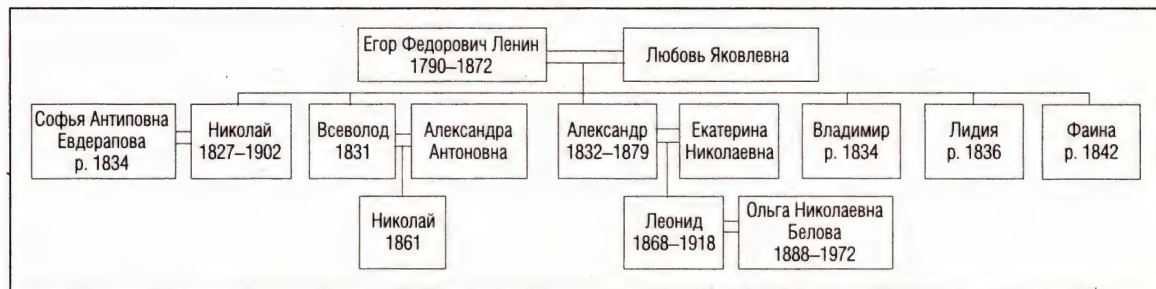 Егор Федорович Ленин
1790–1872
Любовь Яковлевна
Софья Антиповна
Евдерапова
р. 1834
Николай
1827–1902
Всеволод
1831
Александра
Антоновна
Александр
1832–1879
Екатерина
Николаевна
Владимир
р. 1834
Лидия
р. 1836
Фаина
р. 1842
Николай
1861
Леонид
1868–1918
Ольга Николаевна
Белова
1888–1972